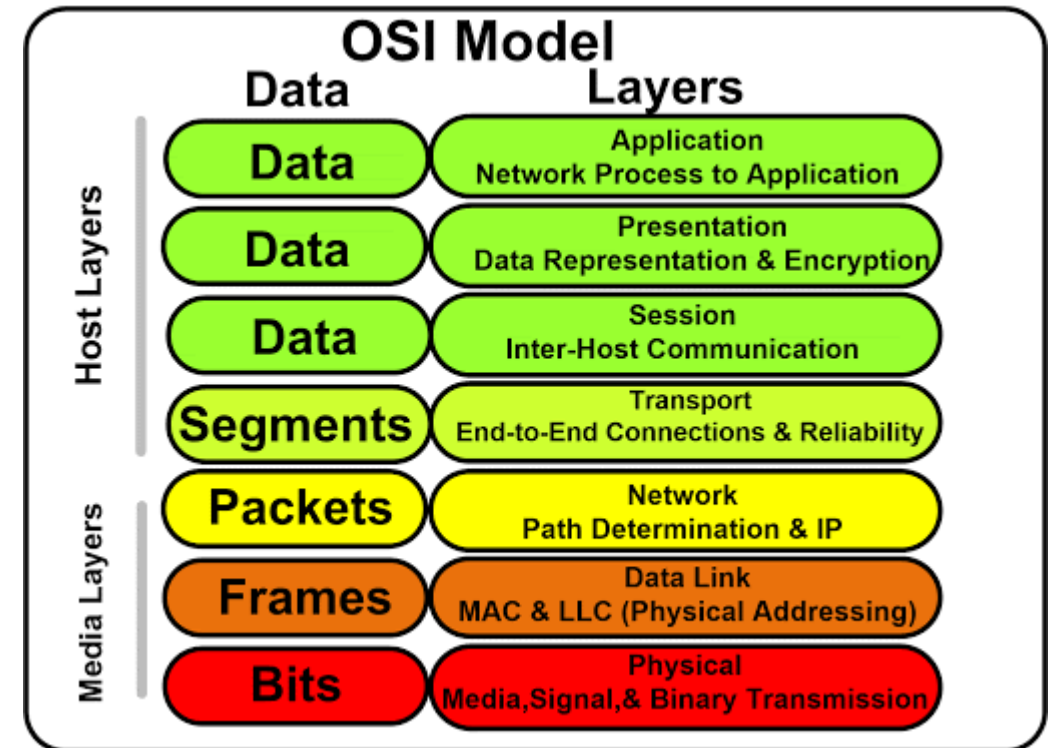 OSI Model
Data
Layers
Host Layers
Data
Application
Network Process to Application
Data
Presentation
Data Representation & Encryption
Data
Session
Inter-Host Communication
Segments
Transport
End-to-End Connections & Reliability
Media Layers
Packets
Network
Path Determination & IP
Frames
Data Link
MAC & LLC (Physical Addressing)
Bits
Physical
Media,Signal,& Binary Transmission